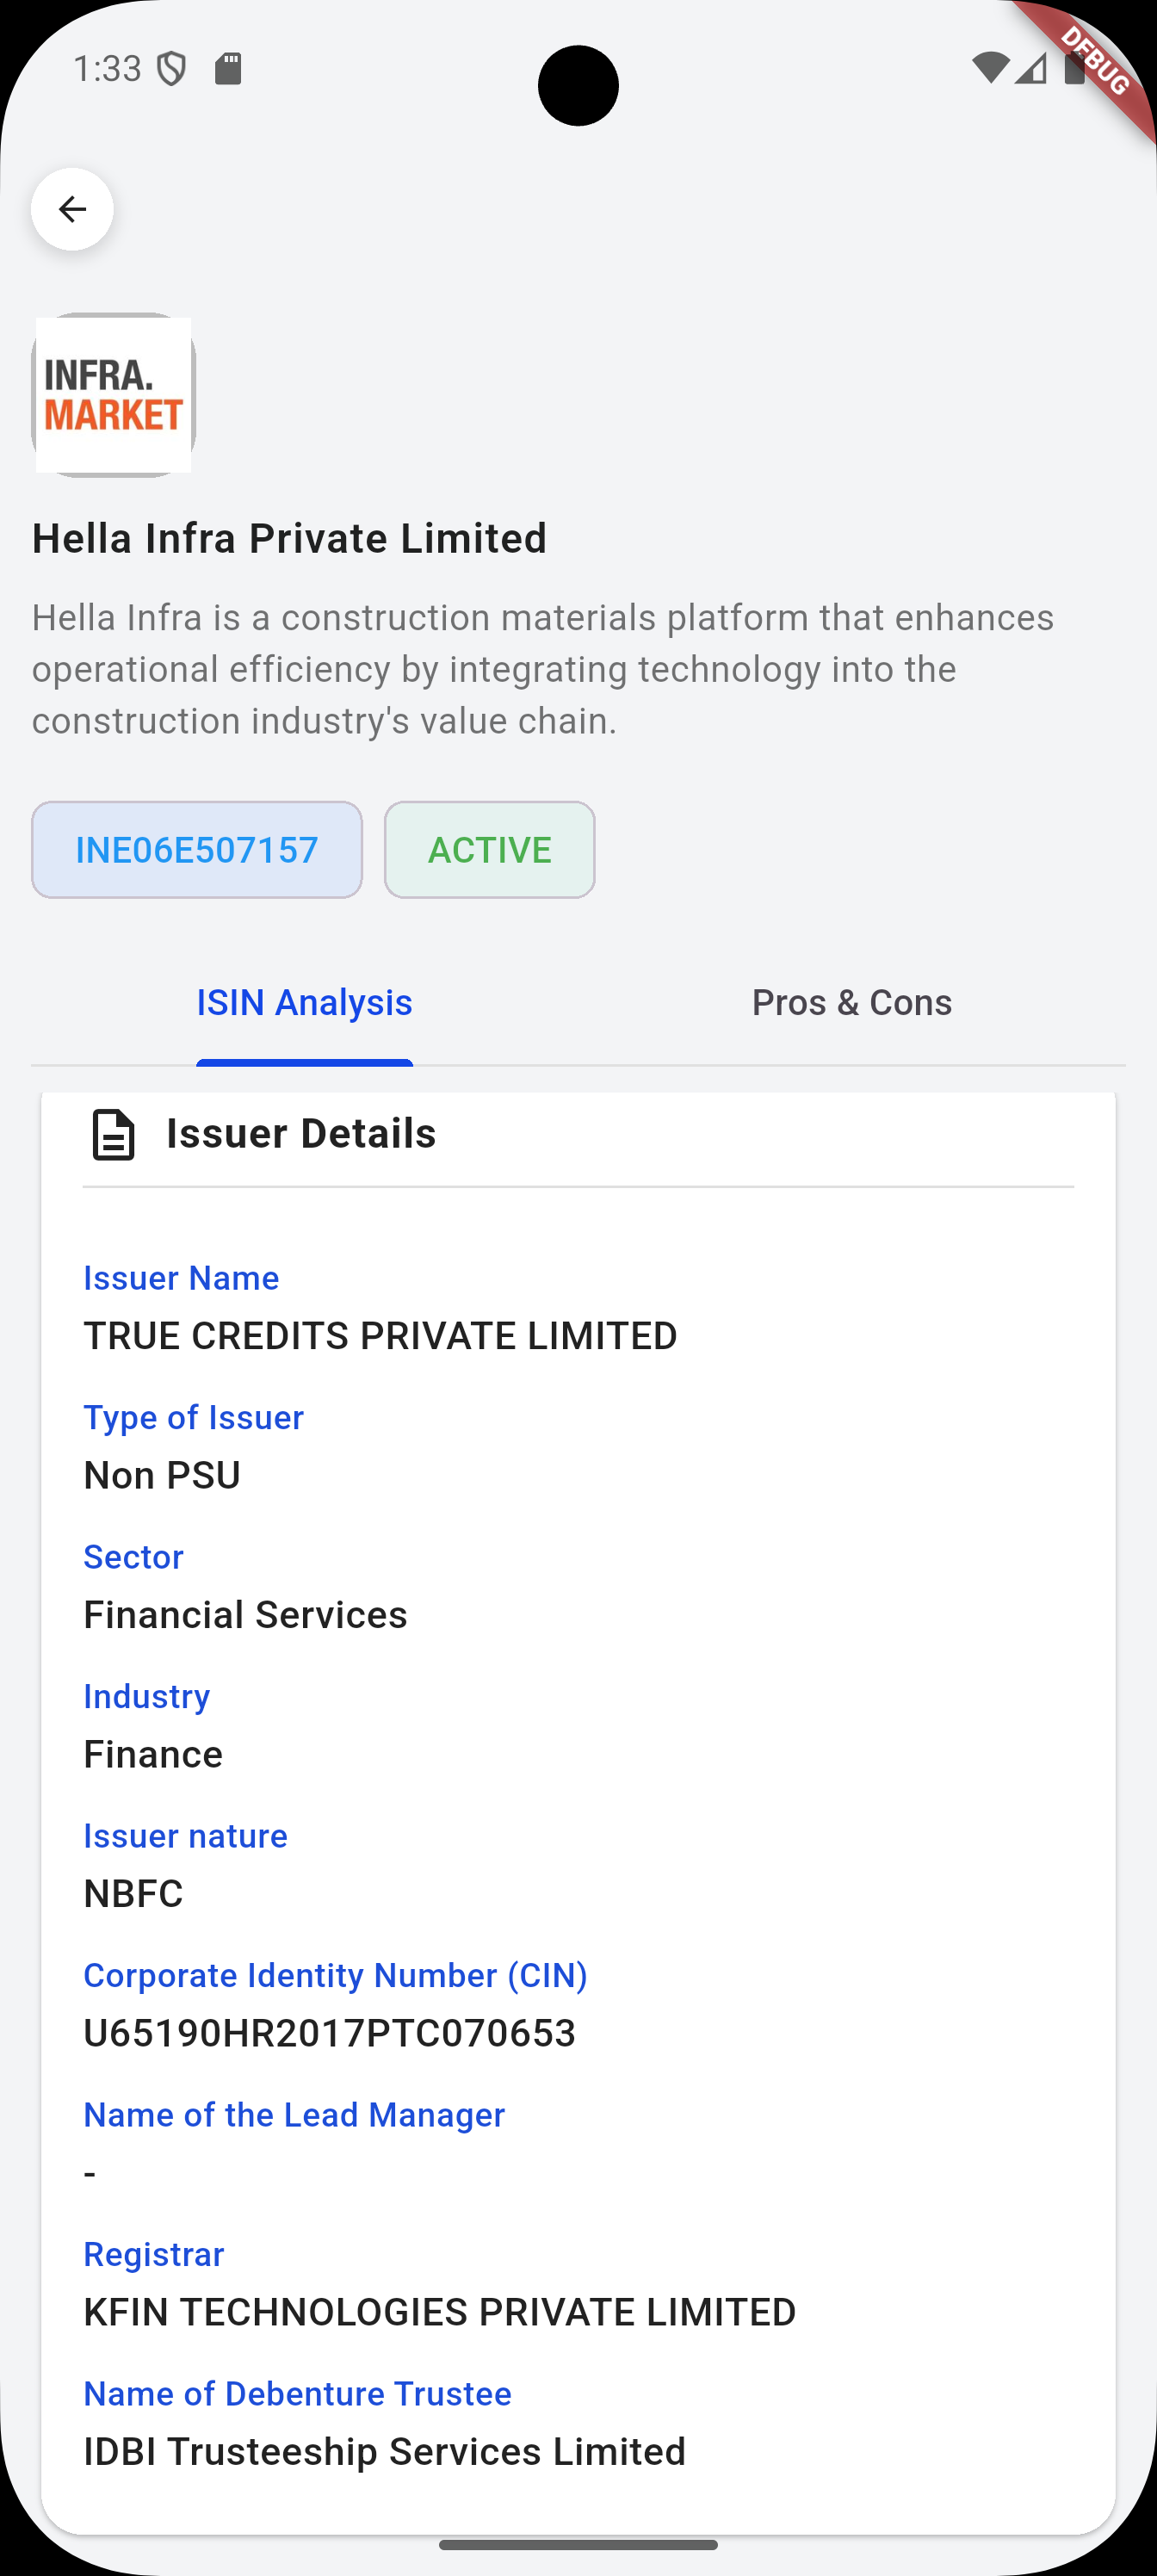 1:33
DEBUG
INFRA.
MARKET
Hella Infra Private Limited
Hella Infra is a construction materials platform that enhances
operational efficiency by integrating technology into the
construction industry's value chain.
INE06E507157
ACTIVE
ISIN Analysis
Pros & Cons
Issuer Details
Issuer Name
TRUE CREDITS PRIVATE LIMITED
Type of Issuer
Non PSU
Sector
Financial Services
Industry
Finance
Issuer nature
NBFC
Corporate Identity Number (CIN)
U65190HR2017PTC070653
Name of the Lead Manager
-
Registrar
KFIN TECHNOLOGIES PRIVATE LIMITED
Name of Debenture Trustee
IDBI Trusteeship Services Limited